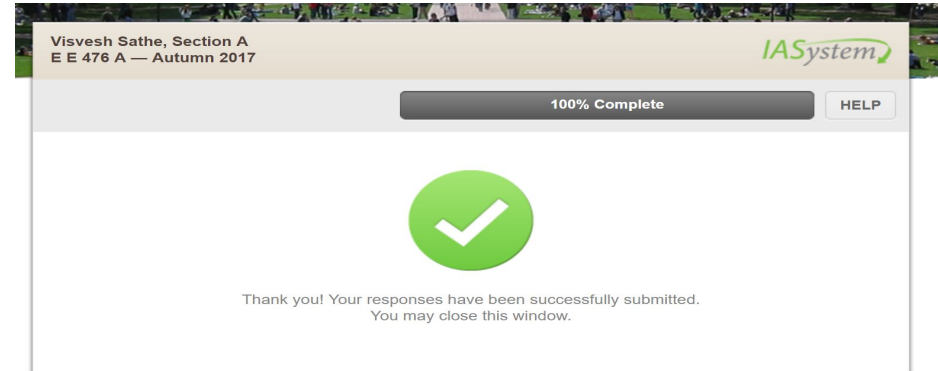 Visvesh Sathe, Section A
E E 476 A — Autumn 2017
IASystem
100% Complete
HELP
Thank you! Your responses have been successfully submitted.
You may close this window.